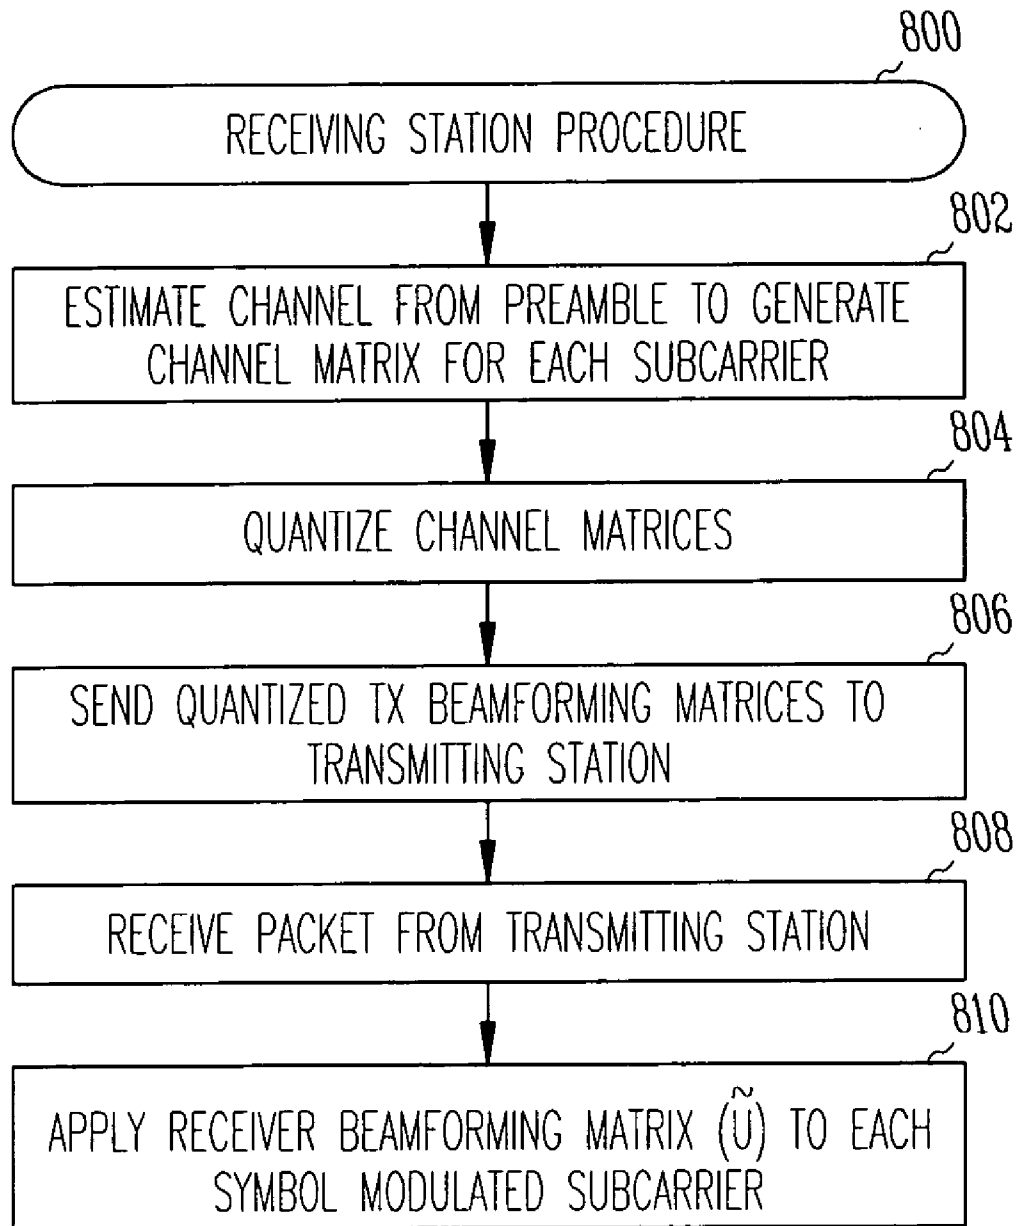 800
RECEIVING STATION PROCEDURE
802
ESTIMATE CHANNEL FROM PREAMBLE TO GENERATE
CHANNEL MATRIX FOR EACH SUBCARRIER
804
QUANTIZE CHANNEL MATRICES
806
SEND QUANTIZED TX BEAMFORMING MATRICES TO
TRANSMITTING STATION
808
RECEIVE PACKET FROM TRANSMITTING STATION
810
APPLY RECEIVER BEAMFORMING MATRIX (Ũ) TO EACH
SYMBOL MODULATED SUBCARRIER